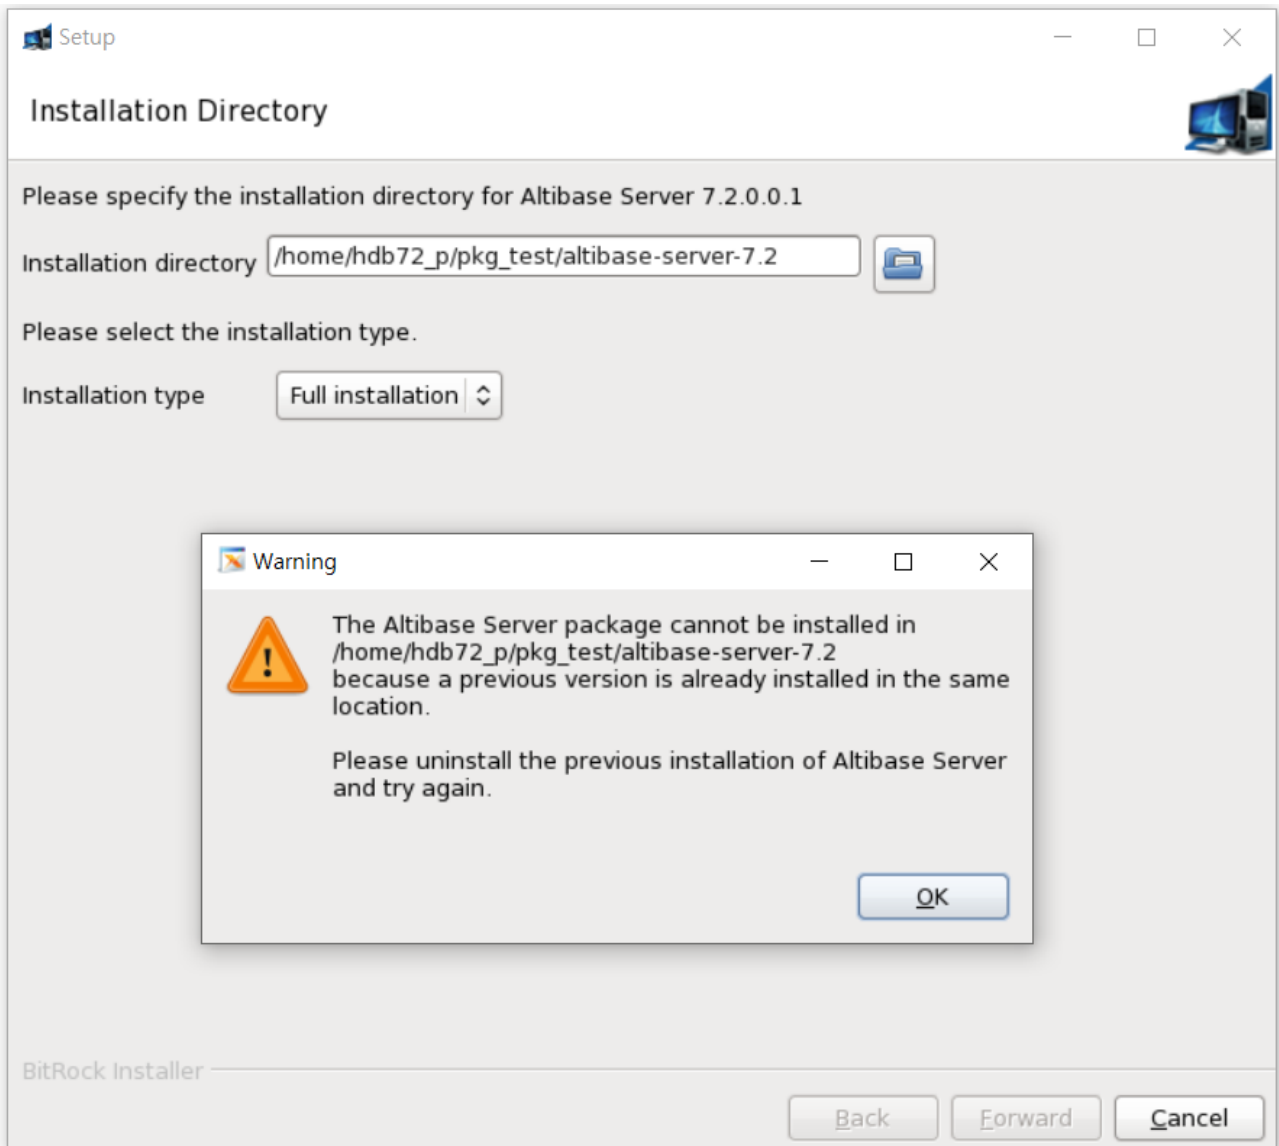 Setup
Installation Directory
Please specify the installation directory for Altibase Server 7.2.0.0.1
Installation directory /home/hdb72_p/pkg_test/altibase-server-7.2
Please select the installation type.
Installation type Full installation
Warning
The Altibase Server package cannot be installed in
/home/hdb72_p/pkg_test/altibase-server-7.2
because a previous version is already installed in the same
location.
Please uninstall the previous installation of Altibase Server
and try again.
OK
BitRock Installer
Back Forward Cancel